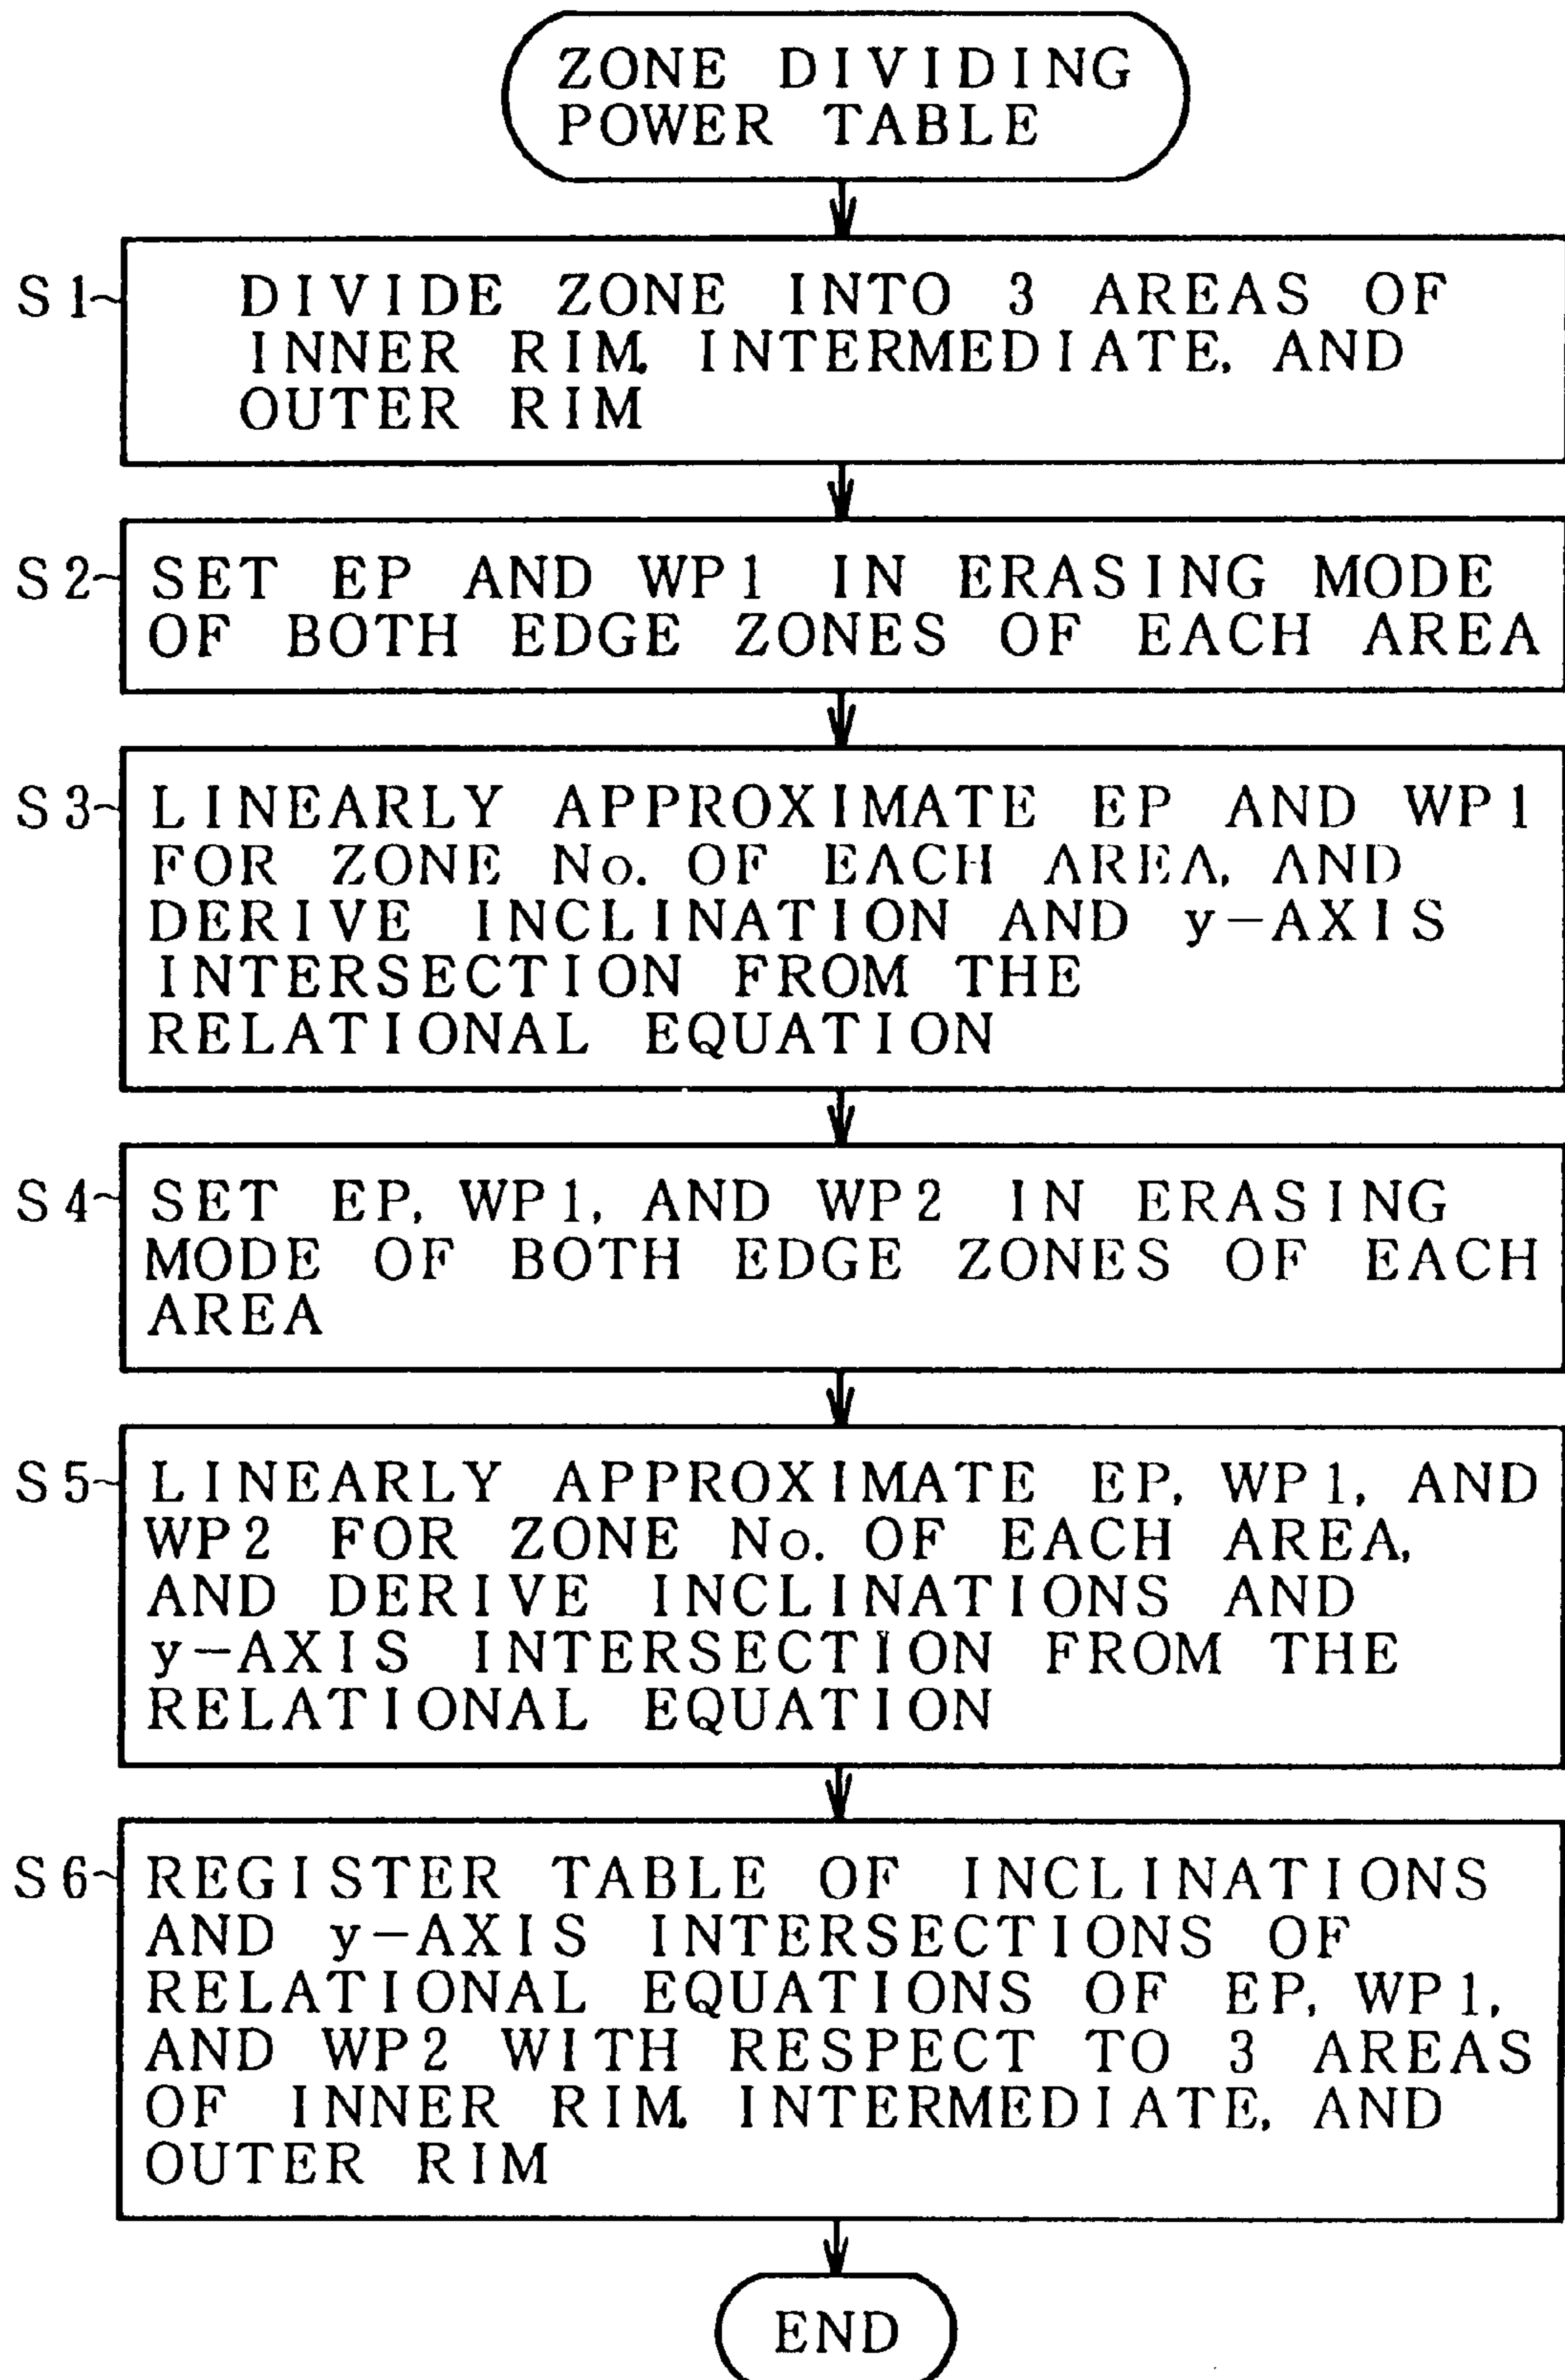 ZONE DIVIDING
POWER TABLE
S1
DIVIDE ZONE INTO 3 AREAS OF
INNER RIM, INTERMEDIATE, AND
OUTER RIM
S2
SET EP AND WP1 IN ERASING MODE
OF BOTH EDGE ZONES OF EACH AREA
S3
LINEARLY APPROXIMATE EP AND WP1
FOR ZONE No. OF EACH AREA, AND
DERIVE INCLINATION AND y-AXIS
INTERSECTION FROM THE
RELATIONAL EQUATION
S4
SET EP, WP1, AND WP2 IN ERASING
MODE OF BOTH EDGE ZONES OF EACH
AREA
S5
LINEARLY APPROXIMATE EP, WP1, AND
WP2 FOR ZONE No. OF EACH AREA,
AND DERIVE INCLINATIONS AND
y-AXIS INTERSECTION FROM THE
RELATIONAL EQUATION
S6
REGISTER TABLE OF INCLINATIONS
AND y-AXIS INTERSECTIONS OF
RELATIONAL EQUATIONS OF EP, WP1,
AND WP2 WITH RESPECT TO 3 AREAS
OF INNER RIM, INTERMEDIATE, AND
OUTER RIM
END